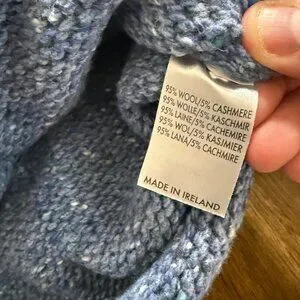 95% WOOL/5% CASHMERE
95% WOLLE/5% KASCHMIR
95% LAINE/5% CACHEMIRE
95% WOL/5% KASJMIER
95% LANA/5% CACHMIRE
MADE IN IRELAND